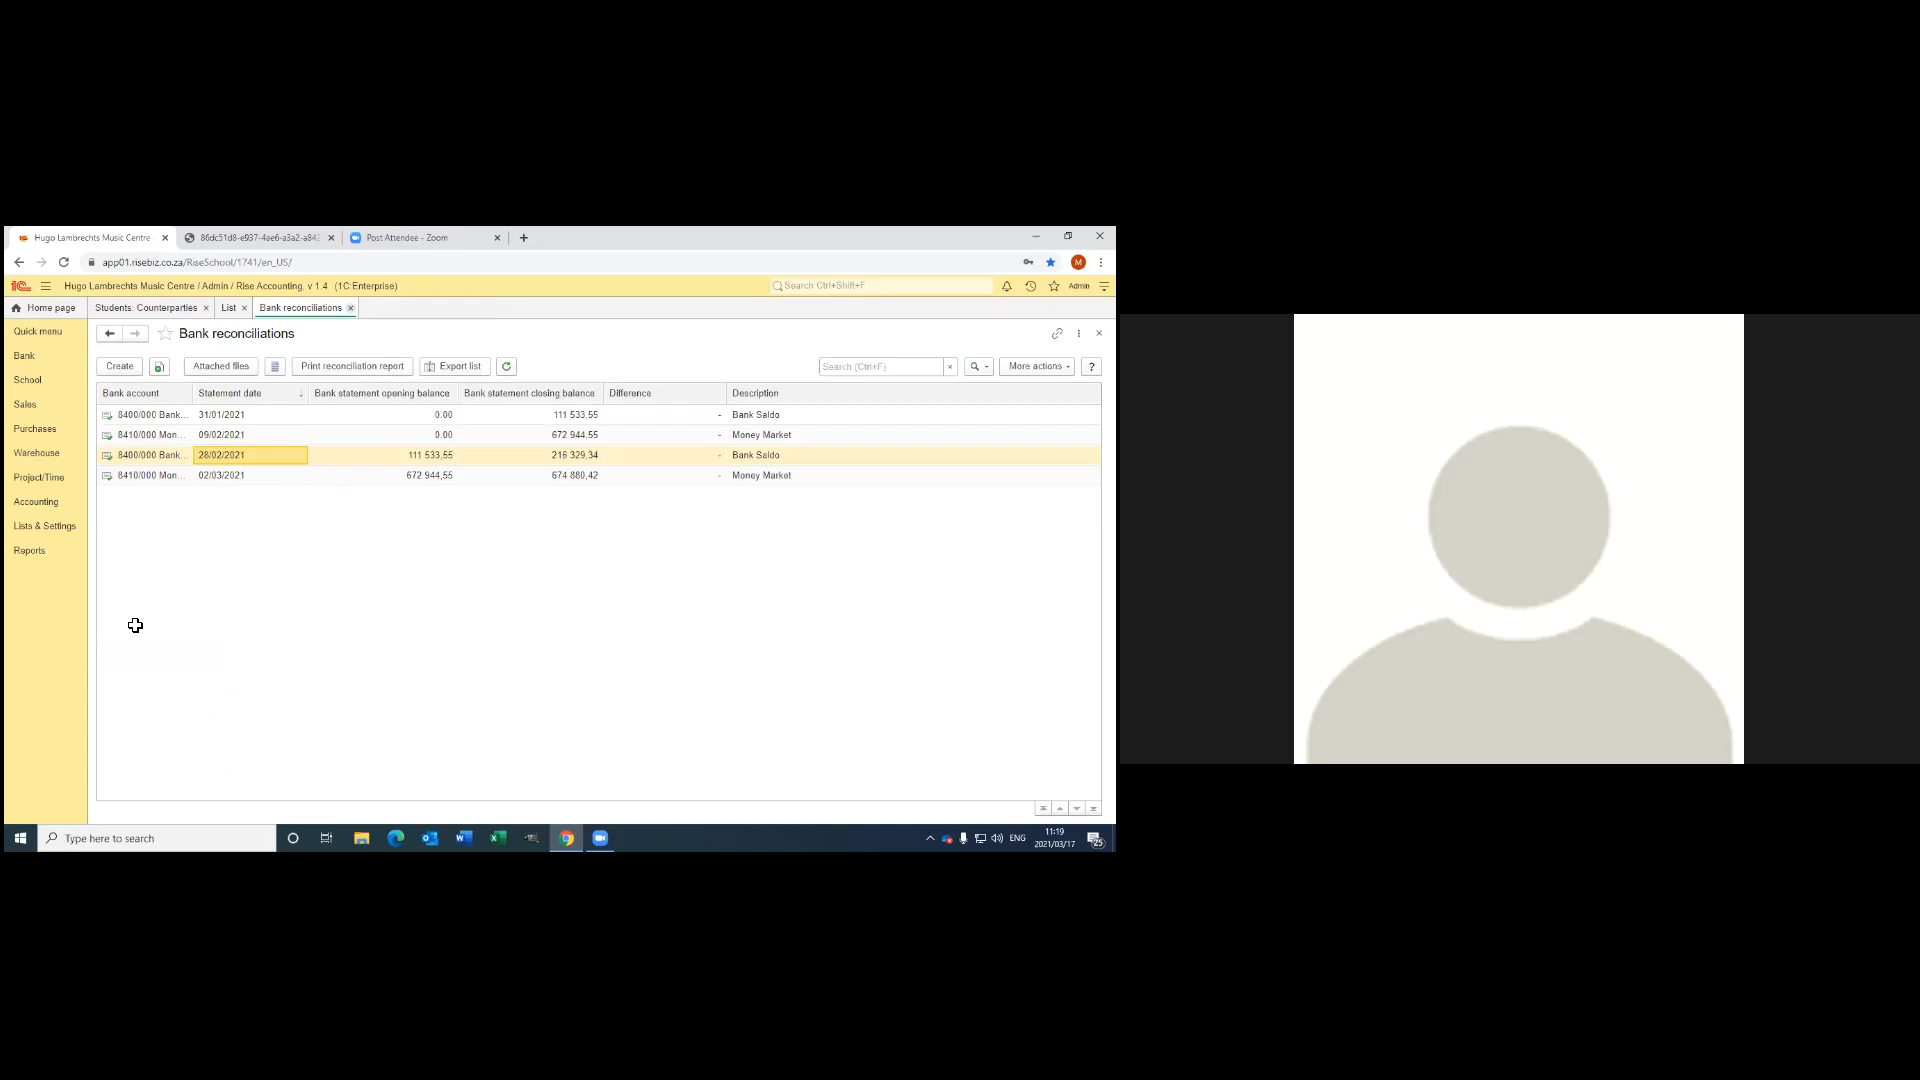 Hugo Lambrechts Music Centre
86dc51d8-e937-4ae6-a3a2-a84
Post Attendee - Zoom
app01.risebiz.co.za/RiseSchool/1741/en_US/
M
1C Hugo Lambrechts Music Centre / Admin / Rise Accounting, v 1.4 (1C:Enterprise)
Search Ctrl+Shift+F
Admin
Home page
Students: Counterparties
List
Bank reconciliations
Quick menu
Bank
School
Sales
Purchases
Warehouse
Project/Time
Accounting
Lists & Settings
Reports
Bank reconciliations
Create
Attached files
Print reconciliation report
Export list
Search (Ctrl+F)
More actions
?
Bank account Statement date Bank statement opening balance Bank statement closing balance Difference Description
8400/000 Bank... 31/01/2021 0.00 111 533,55 - Bank Saldo
8410/000 Mon... 09/02/2021 0.00 672 944,55 - Money Market
8400/000 Bank... 28/02/2021 111 533,55 216 329,34 - Bank Saldo
8410/000 Mon... 02/03/2021 672 944,55 674 880,42 - Money Market
Type here to search
ENG
11:19
2021/03/17
25